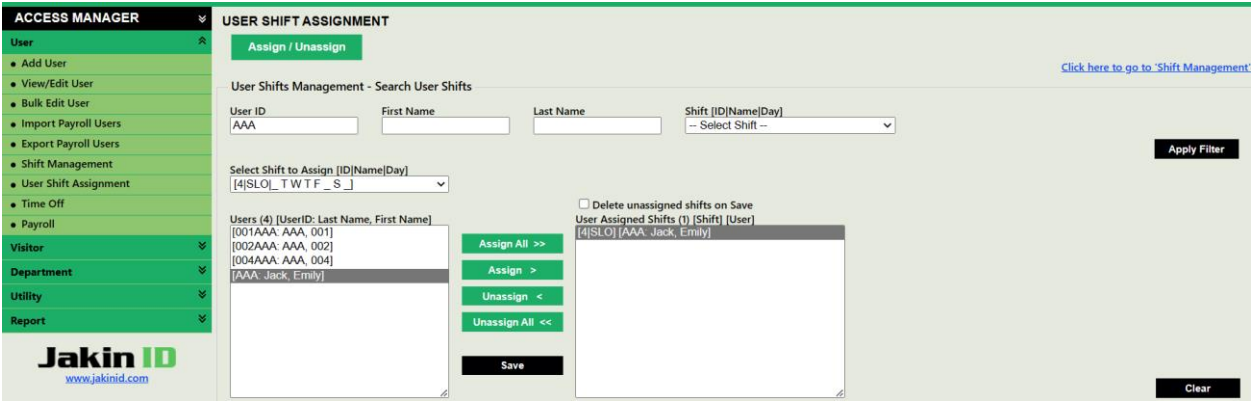 ACCESS MANAGER
User
Add User
View/Edit User
Bulk Edit User
Import Payroll Users
Export Payroll Users
Shift Management
User Shift Assignment
Time Off
Payroll
Visitor
Department
Utility
Report
Jakin ID
www.jakinid.com
USER SHIFT ASSIGNMENT
Assign / Unassign
Click here to go to 'Shift Management'
User Shifts Management - Search User Shifts
User ID First Name Last Name Shift [ID|Name|Day]
AAA -- Select Shift --
Apply Filter
Select Shift to Assign [ID|Name|Day]
[4|SLO|_ T W T F _ S _]
Delete unassigned shifts on Save
Users (4) [UserID: Last Name, First Name]
[001AAA: AAA, 001]
[002AAA: AAA, 002]
[004AAA: AAA, 004]
[AAA: Jack, Emily]
Assign All >>
Assign >
Unassign <
Unassign All <<
Save
User Assigned Shifts (1) [Shift] [User]
[4|SLO] [AAA: Jack, Emily]
Clear